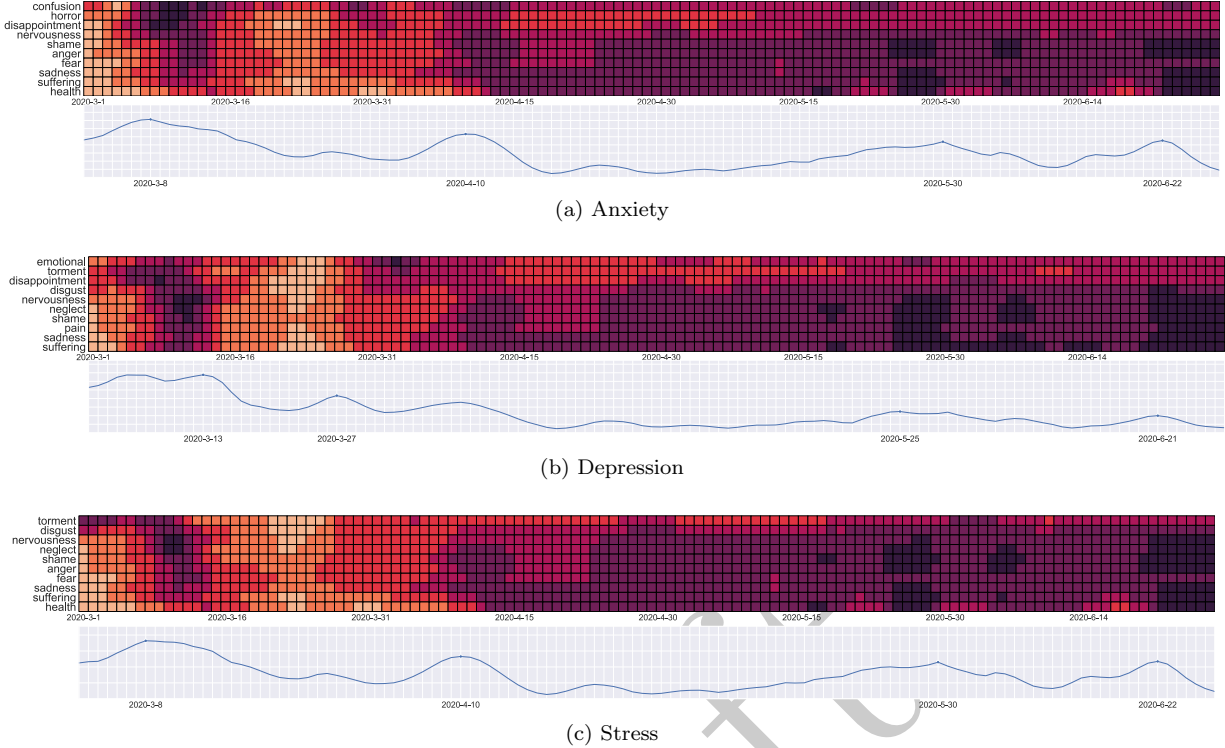 confusion
horror
disappointment
nervousness
shame
anger
fear
sadness
suffering
health
2020-3-1 2020-3-16 2020-3-31 2020-4-15 2020-4-30 2020-5-15 2020-5-30 2020-6-14
2020-3-8 2020-4-10 2020-5-30 2020-6-22
(a) Anxiety
emotional
torment
disappointment
disgust
nervousness
neglect
shame
pain
sadness
suffering
2020-3-1 2020-3-16 2020-3-31 2020-4-15 2020-4-30 2020-5-15 2020-5-30 2020-6-14
2020-3-13 2020-3-27 2020-5-25 2020-6-21
(b) Depression
torment
disgust
nervousness
neglect
shame
anger
fear
sadness
suffering
health
2020-3-1 2020-3-16 2020-3-31 2020-4-15 2020-4-30 2020-5-15 2020-5-30 2020-6-14
2020-3-8 2020-4-10 2020-5-30 2020-6-22
(c) Stress